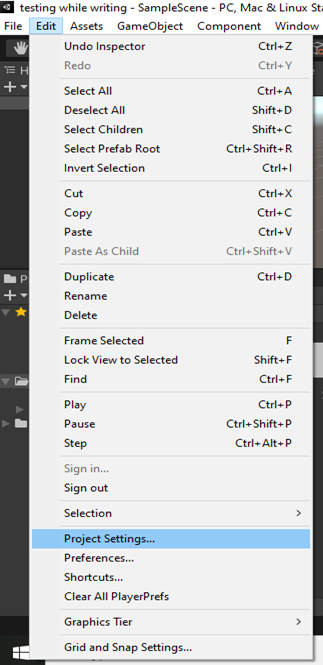 testing while writing - SampleScene - PC, Mac & Linux Sta
File Edit Assets GameObject Component Window
Undo Inspector Ctrl+Z
Redo Ctrl+Y
Select All Ctrl+A
Deselect All Shift+D
Select Children Shift+C
Select Prefab Root Ctrl+Shift+R
Invert Selection Ctrl+I
Cut Ctrl+X
Copy Ctrl+C
Paste Ctrl+V
Paste As Child Ctrl+Shift+V
Duplicate Ctrl+D
Rename
Delete
Frame Selected F
Lock View to Selected Shift+F
Find Ctrl+F
Play Ctrl+P
Pause Ctrl+Shift+P
Step Ctrl+Alt+P
Sign in...
Sign out
Selection
Project Settings...
Preferences...
Shortcuts...
Clear All PlayerPrefs
Graphics Tier
Grid and Snap Settings...